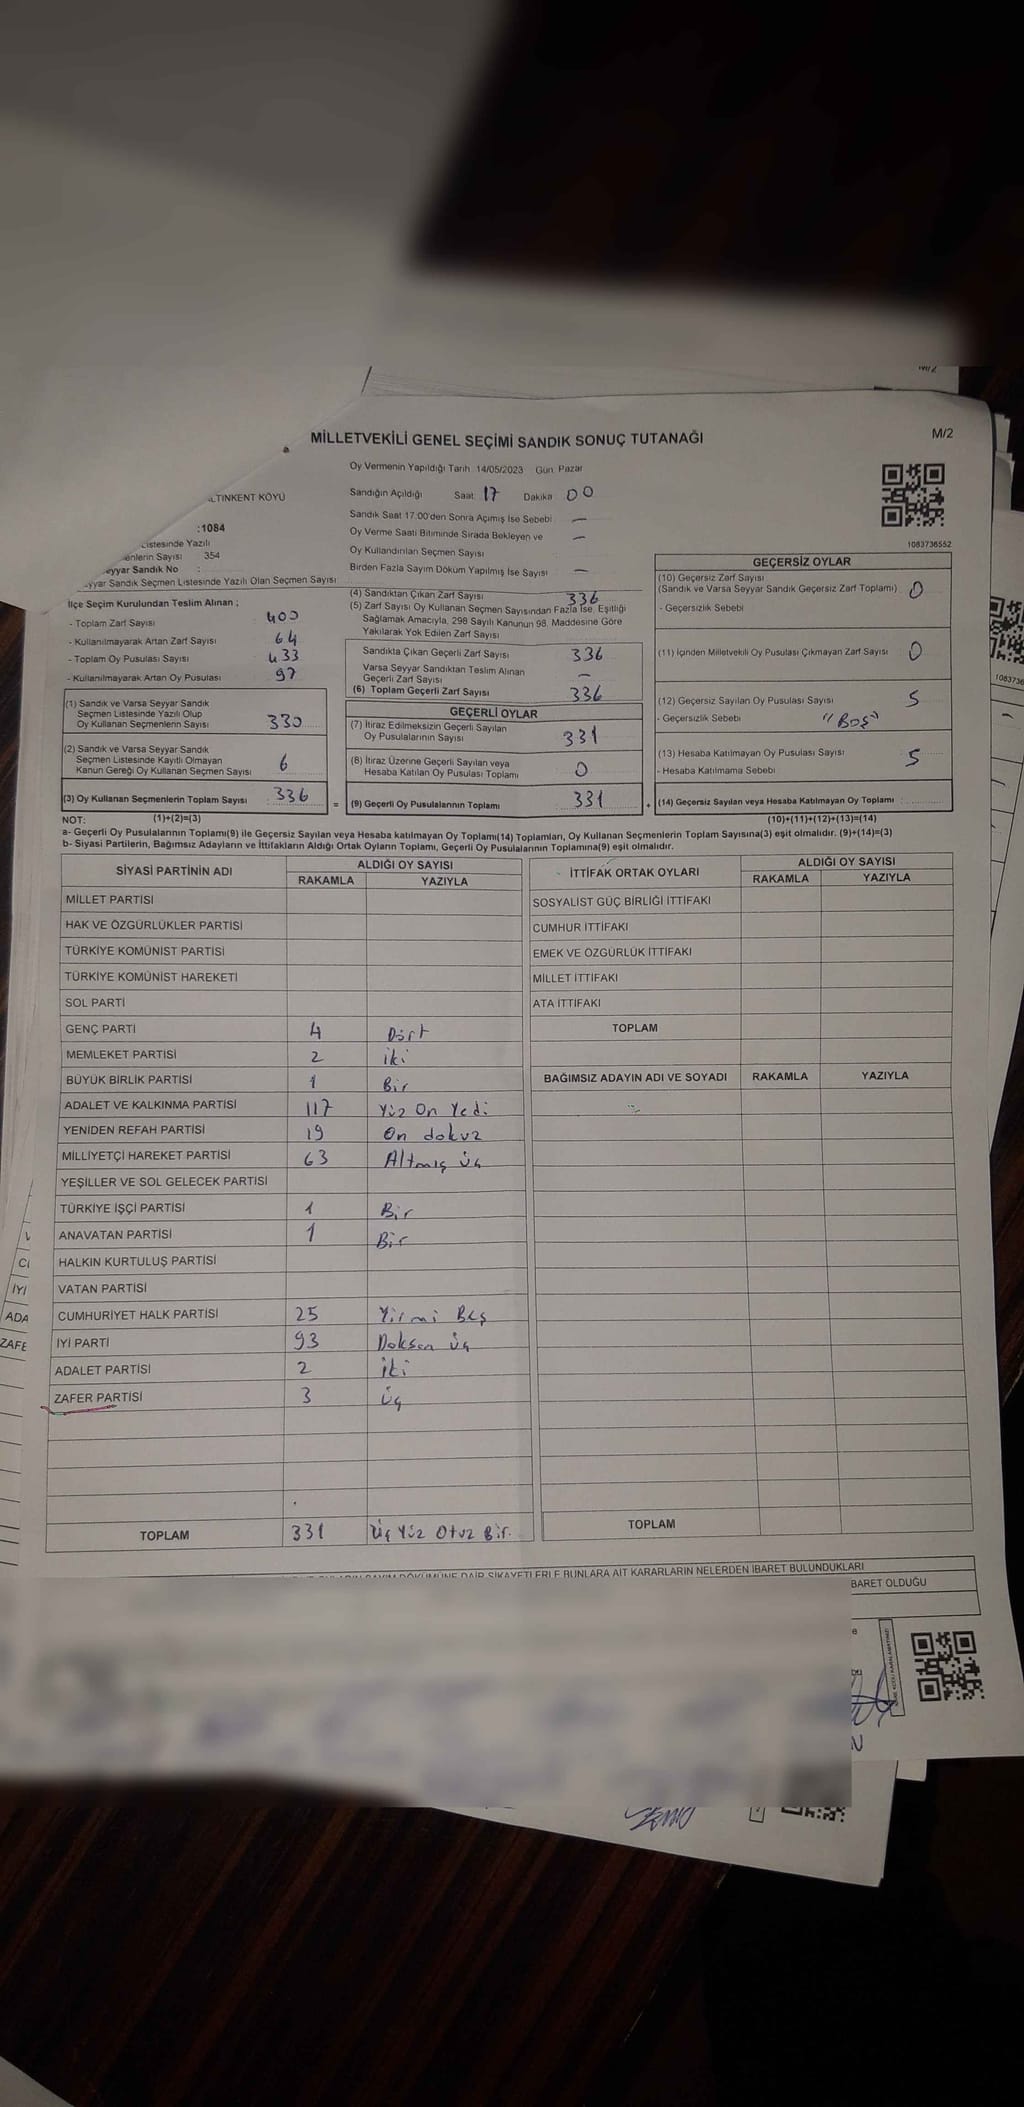 M/2
MİLLETVEKİLİ GENEL SEÇİMİ SANDIK SONUÇ TUTANAĞI
M/2
Oy Vermenin Yapıldığı Tarih: 14/05/2023 Gün: Pazar
ALTINKENT KÖYÜ
Sandığın Açıldığı Saat: 17 Dakika 00
:1084
Sandık Saat 17:00'den Sonra Açılmış İse Sebebi —
Listesinde Yazılı
Oy Verme Saati Bitiminde Sırada Bekleyen ve —
354
Oy Kullandırılan Seçmen Sayısı
Seyyar Sandık No :
Birden Fazla Sayım Döküm Yapılmış İse Sayısı —
Sandık Seçmen Listesinde Yazılı Olan Seçmen Sayısı
1083736552
İlçe Seçim Kurulundan Teslim Alınan ;
- Toplam Zarf Sayısı 400
- Kullanılmayarak Artan Zarf Sayısı 64
- Toplam Oy Pusulası Sayısı 433
- Kullanılmayarak Artan Oy Pusulası 97
(1) Sandık ve Varsa Seyyar Sandık
Seçmen Listesinde Yazılı Olup
Oy Kullanan Seçmenlerin Sayısı 330
(2) Sandık ve Varsa Seyyar Sandık
Seçmen Listesinde Kayıtlı Olmayan
Kanun Gereği Oy Kullanan Seçmen Sayısı 6
(3) Oy Kullanan Seçmenlerin Toplam Sayısı 336 =
(4) Sandıktan Çıkan Zarf Sayısı 336
(5) Zarf Sayısı Oy Kullanan Seçmen Sayısından Fazla İse, Eşitliği
Sağlamak Amacıyla, 298 Sayılı Kanunun 98. Maddesine Göre
Yakılarak Yok Edilen Zarf Sayısı
Sandıkta Çıkan Geçerli Zarf Sayısı 336
Varsa Seyyar Sandıktan Teslim Alınan
Geçerli Zarf Sayısı —
(6) Toplam Geçerli Zarf Sayısı 336
GEÇERLİ OYLAR
(7) İtiraz Edilmeksizin Geçerli Sayılan
Oy Pusulalarının Sayısı 331
(8) İtiraz Üzerine Geçerli Sayılan veya
Hesaba Katılan Oy Pusulası Toplamı 0
(9) Geçerli Oy Pusulalarının Toplamı 331 +
GEÇERSİZ OYLAR
(10) Geçersiz Zarf Sayısı
(Sandık ve Varsa Seyyar Sandık Geçersiz Zarf Toplamı) 0
- Geçersizlik Sebebi
(11) İçinden Milletvekili Oy Pusulası Çıkmayan Zarf Sayısı 0
(12) Geçersiz Sayılan Oy Pusulası Sayısı 5
- Geçersizlik Sebebi "Boş"
(13) Hesaba Katılmayan Oy Pusulası Sayısı 5
- Hesaba Katılmama Sebebi
(14) Geçersiz Sayılan veya Hesaba Katılmayan Oy Toplamı :
NOT: (1)+(2)=(3) (10)+(11)+(12)+(13)=(14)
a- Geçerli Oy Pusulalarının Toplamı(9) ile Geçersiz Sayılan veya Hesaba katılmayan Oy Toplamı(14) Toplamları, Oy Kullanan Seçmenlerin Toplam Sayısına(3) eşit olmalıdır. (9)+(14)=(3)
b- Siyasi Partilerin, Bağımsız Adayların ve İttifakların Aldığı Ortak Oyların Toplamı, Geçerli Oy Pusulalarının Toplamına(9) eşit olmalıdır.
SİYASİ PARTİNİN ADI ALDIĞI OY SAYISI
RAKAMLA YAZIYLA
MİLLET PARTİSİ
HAK VE ÖZGÜRLÜKLER PARTİSİ
TÜRKİYE KOMÜNİST PARTİSİ
TÜRKİYE KOMÜNİST HAREKETİ
SOL PARTİ
GENÇ PARTİ 4 Dört
MEMLEKET PARTİSİ 2 iki
BÜYÜK BİRLİK PARTİSİ 1 Bir
ADALET VE KALKINMA PARTİSİ 117 Yüz On Yedi
YENİDEN REFAH PARTİSİ 19 On dokuz
MİLLİYETÇİ HAREKET PARTİSİ 63 Altmış üç
YEŞİLLER VE SOL GELECEK PARTİSİ
TÜRKİYE İŞÇİ PARTİSİ 1 Bir
ANAVATAN PARTİSİ 1 Bir
HALKIN KURTULUŞ PARTİSİ
VATAN PARTİSİ
CUMHURİYET HALK PARTİSİ 25 Yirmi Beş
İYİ PARTİ 93 Doksan üç
ADALET PARTİSİ 2 iki
ZAFER PARTİSİ 3 üç
TOPLAM 331 Üç Yüz Otuz Bir.
İTTİFAK ORTAK OYLARI ALDIĞI OY SAYISI
RAKAMLA YAZIYLA
SOSYALİST GÜÇ BİRLİĞİ İTTİFAKI
CUMHUR İTTİFAKI
EMEK VE ÖZGÜRLÜK İTTİFAKI
MİLLET İTTİFAKI
ATA İTTİFAKI
TOPLAM
BAĞIMSIZ ADAYIN ADI VE SOYADI RAKAMLA YAZIYLA
TOPLAM
SAYIM DÖKÜMÜNE DAİR ŞİKAYETLERLE BUNLARA AİT KARARLARIN NELERDEN İBARET BULUNDUKLARI
BARET OLDUĞU
İYİ
ADA
ZAFE